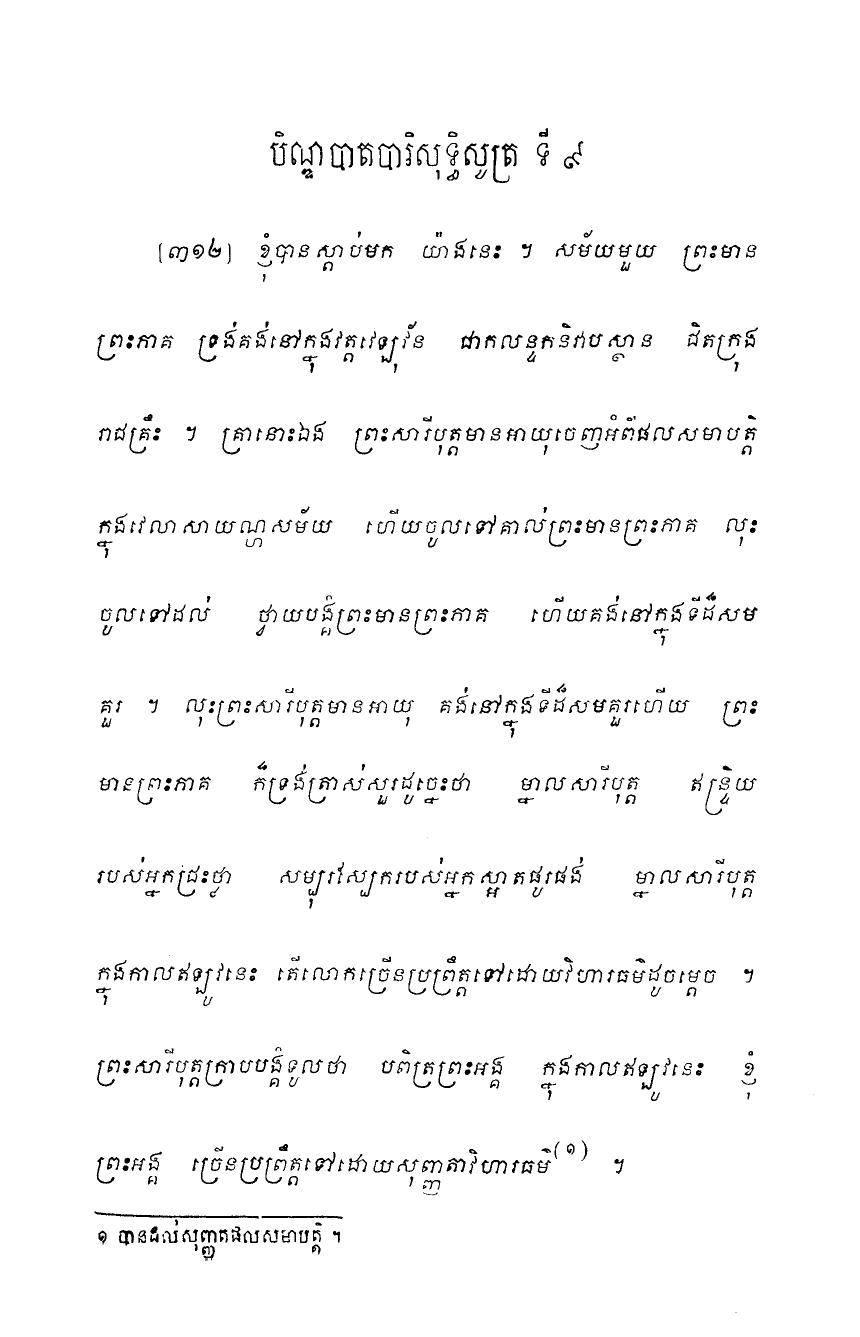 បិណ្ឌបាតបារិសុទ្ធិសូត្រ ទី ៩
[៣១២] ខ្ញុំបានស្តាប់មក យ៉ាងនេះ ។ សម័យមួយ ព្រះមាន
ព្រះភាគ ទ្រង់គង់នៅក្នុងវត្តវេឡុវ័ន ជាកលន្ទកនិវាបស្ថាន ជិតក្រុង
រាជគ្រឹះ ។ គ្រានោះឯង ព្រះសារីបុត្តមានអាយុចេញអំពីផលសមាបត្តិ
ក្នុងវេលាសាយណ្ហសម័យ ហើយចូលទៅគាល់ព្រះមានព្រះភាគ លុះ
ចូលទៅដល់ ថ្វាយបង្គំព្រះមានព្រះភាគ ហើយគង់នៅក្នុងទីដ៏សម
គួរ ។ លុះព្រះសារីបុត្តមានអាយុ គង់នៅក្នុងទីដ៏សមគួរហើយ ព្រះ
មានព្រះភាគ ក៏ទ្រង់ត្រាស់សួរដូច្នេះថា ម្នាលសារីបុត្ត ឥន្ទ្រិយ
របស់អ្នកជ្រះថ្លា សម្បុរស្បែករបស់អ្នកស្អាតផូរផង់ ម្នាលសារីបុត្ត
ក្នុងកាលឥឡូវនេះ តើលោកច្រើនប្រព្រឹត្តទៅដោយវិហារធម៌ដូចម្តេច ។
ព្រះសារីបុត្តក្រាបបង្គំទូលថា បពិត្រព្រះអង្គ ក្នុងកាលឥឡូវនេះ ខ្ញុំ
ព្រះអង្គ ច្រើនប្រព្រឹត្តទៅដោយសុញ្ញតាវិហារធម៌(១) ។
១ បានដល់សុញ្ញតផលសមាបត្តិ ។